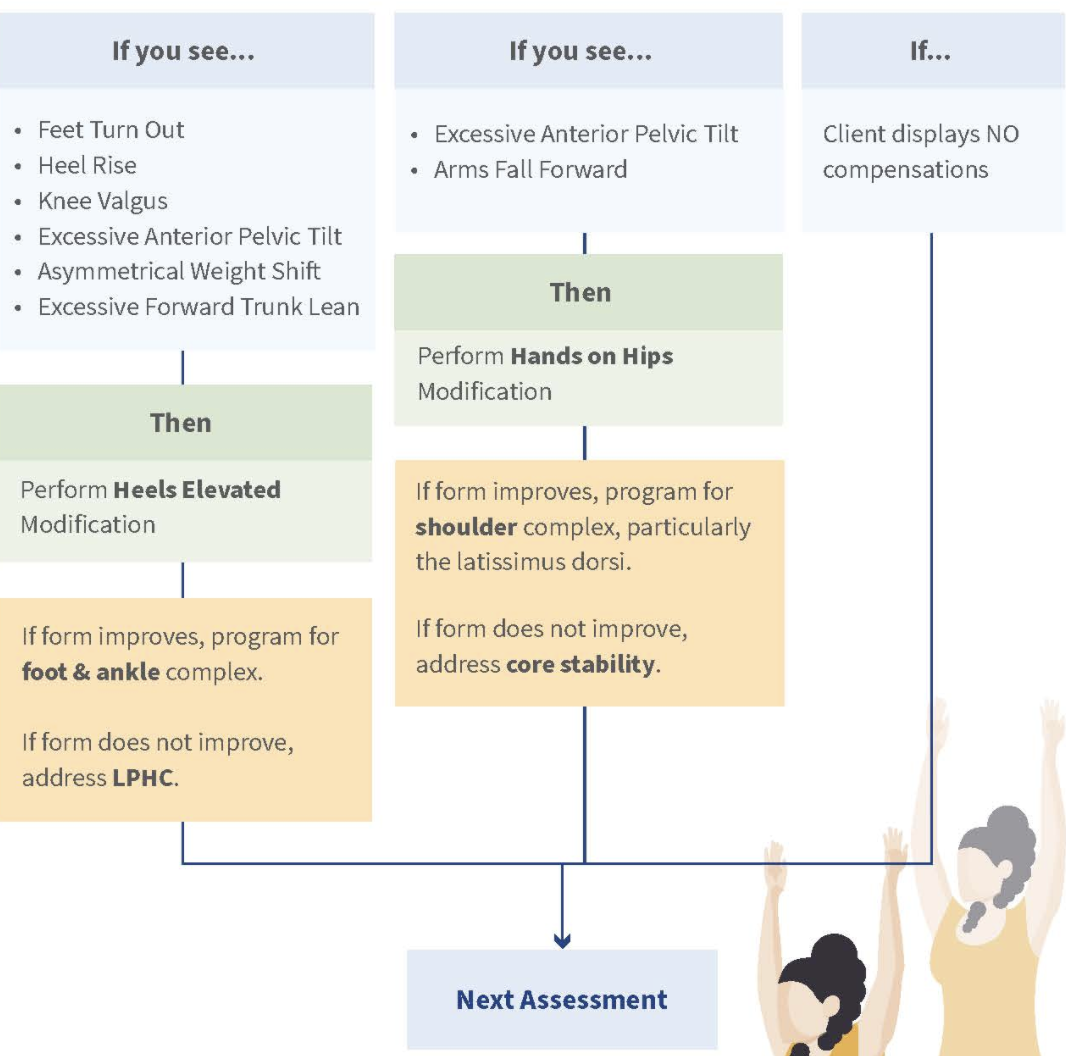 If you see...
• Feet Turn Out
• Heel Rise
• Knee Valgus
• Excessive Anterior Pelvic Tilt
• Asymmetrical Weight Shift
• Excessive Forward Trunk Lean
Then
Perform Heels Elevated
Modification
If form improves, program for
foot & ankle complex.
If form does not improve,
address LPHC.
If you see...
• Excessive Anterior Pelvic Tilt
• Arms Fall Forward
Then
Perform Hands on Hips
Modification
If form improves, program for
shoulder complex, particularly
the latissimus dorsi.
If form does not improve,
address core stability.
If...
Client displays NO
compensations
Next Assessment